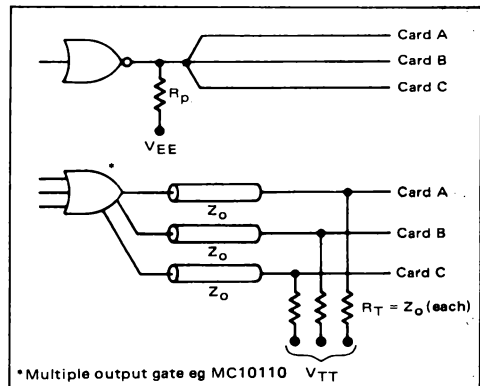 Card A
Card B
Card C
Rp
VEE
*
Card A
Zo
Card B
Zo
Card C
Zo
RT = Zo (each)
*Multiple output gate eg MC10110
VTT